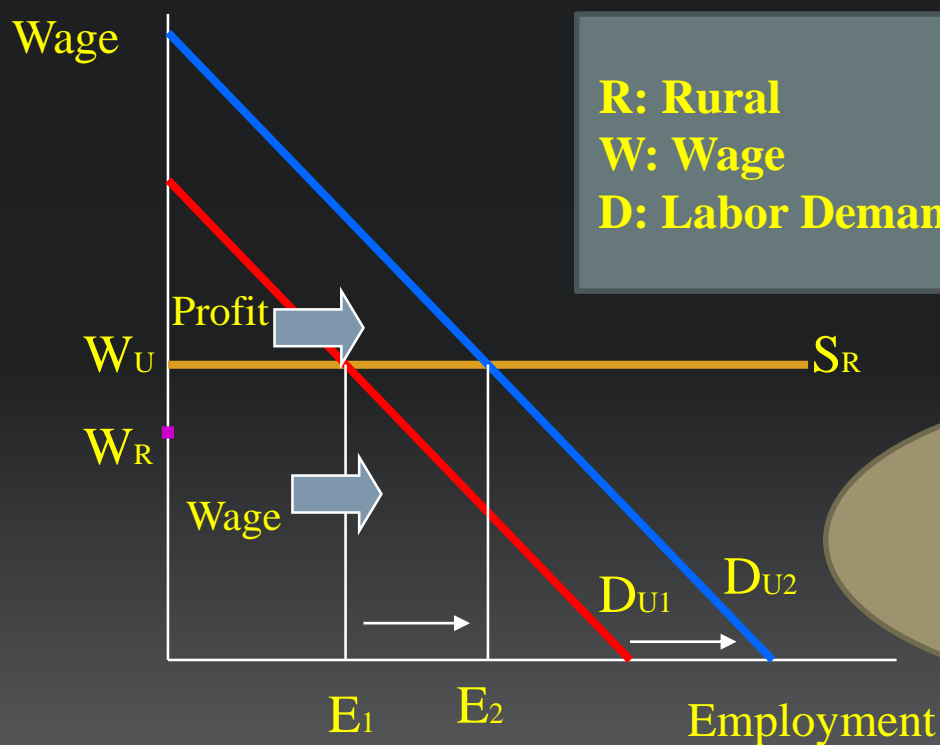 Wage
R: Rural
W: Wage
D: Labor Deman
Profit
WU
SR
WR
Wage
DU1
DU2
E1
E2
Employment